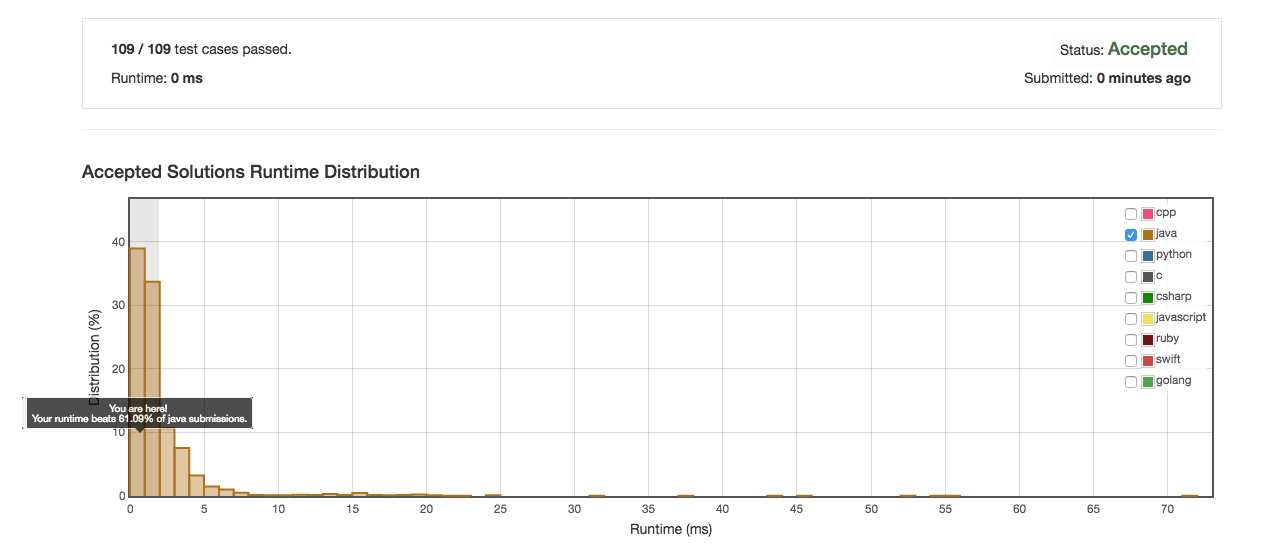 109 / 109 test cases passed.
Status: Accepted
Runtime: 0 ms
Submitted: 0 minutes ago
Accepted Solutions Runtime Distribution
cpp
java
python
c
csharp
javascript
ruby
swift
golang
Distribution (%)
40
30
20
10
0
You are here!
Your runtime beats 61.09% of java submissions.
0 5 10 15 20 25 30 35 40 45 50 55 60 65 70
Runtime (ms)